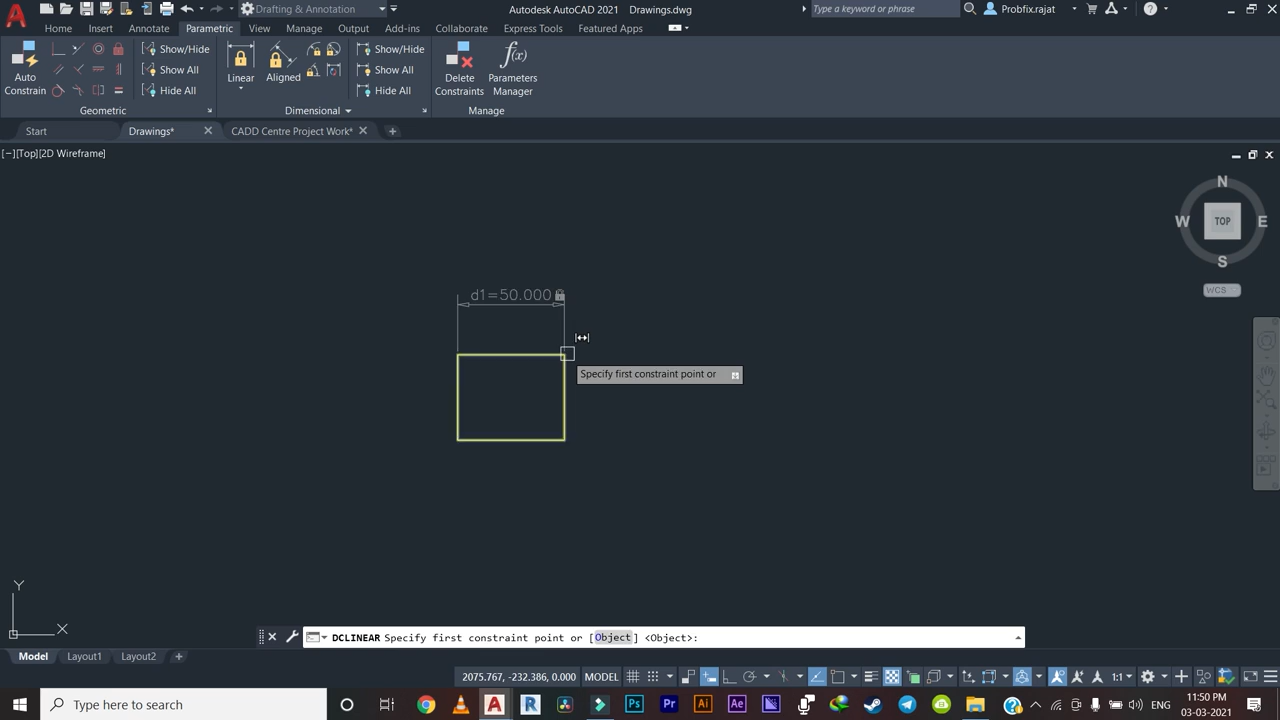 Drafting & Annotation
Autodesk AutoCAD 2021 Drawings.dwg
Type a keyword or phrase
Probfix.rajat
Home Insert Annotate Parametric View Manage Output Add-ins Collaborate Express Tools Featured Apps
Auto Constrain
Show/Hide
Show All
Hide All
Geometric
Linear
Aligned
Show/Hide
Show All
Hide All
Dimensional
Delete Constraints
f(x)
Parameters Manager
Manage
Start
Drawings*
CADD Centre Project Work*
[−][Top][2D Wireframe]
N
W TOP E
S
WCS
d1=50.000
Specify first constraint point or
Y
X
DCLINEAR Specify first constraint point or [Object] <Object>:
Model Layout1 Layout2
2075.767, -232.386, 0.000 MODEL 1:1
Type here to search
11:50 PM
03-03-2021